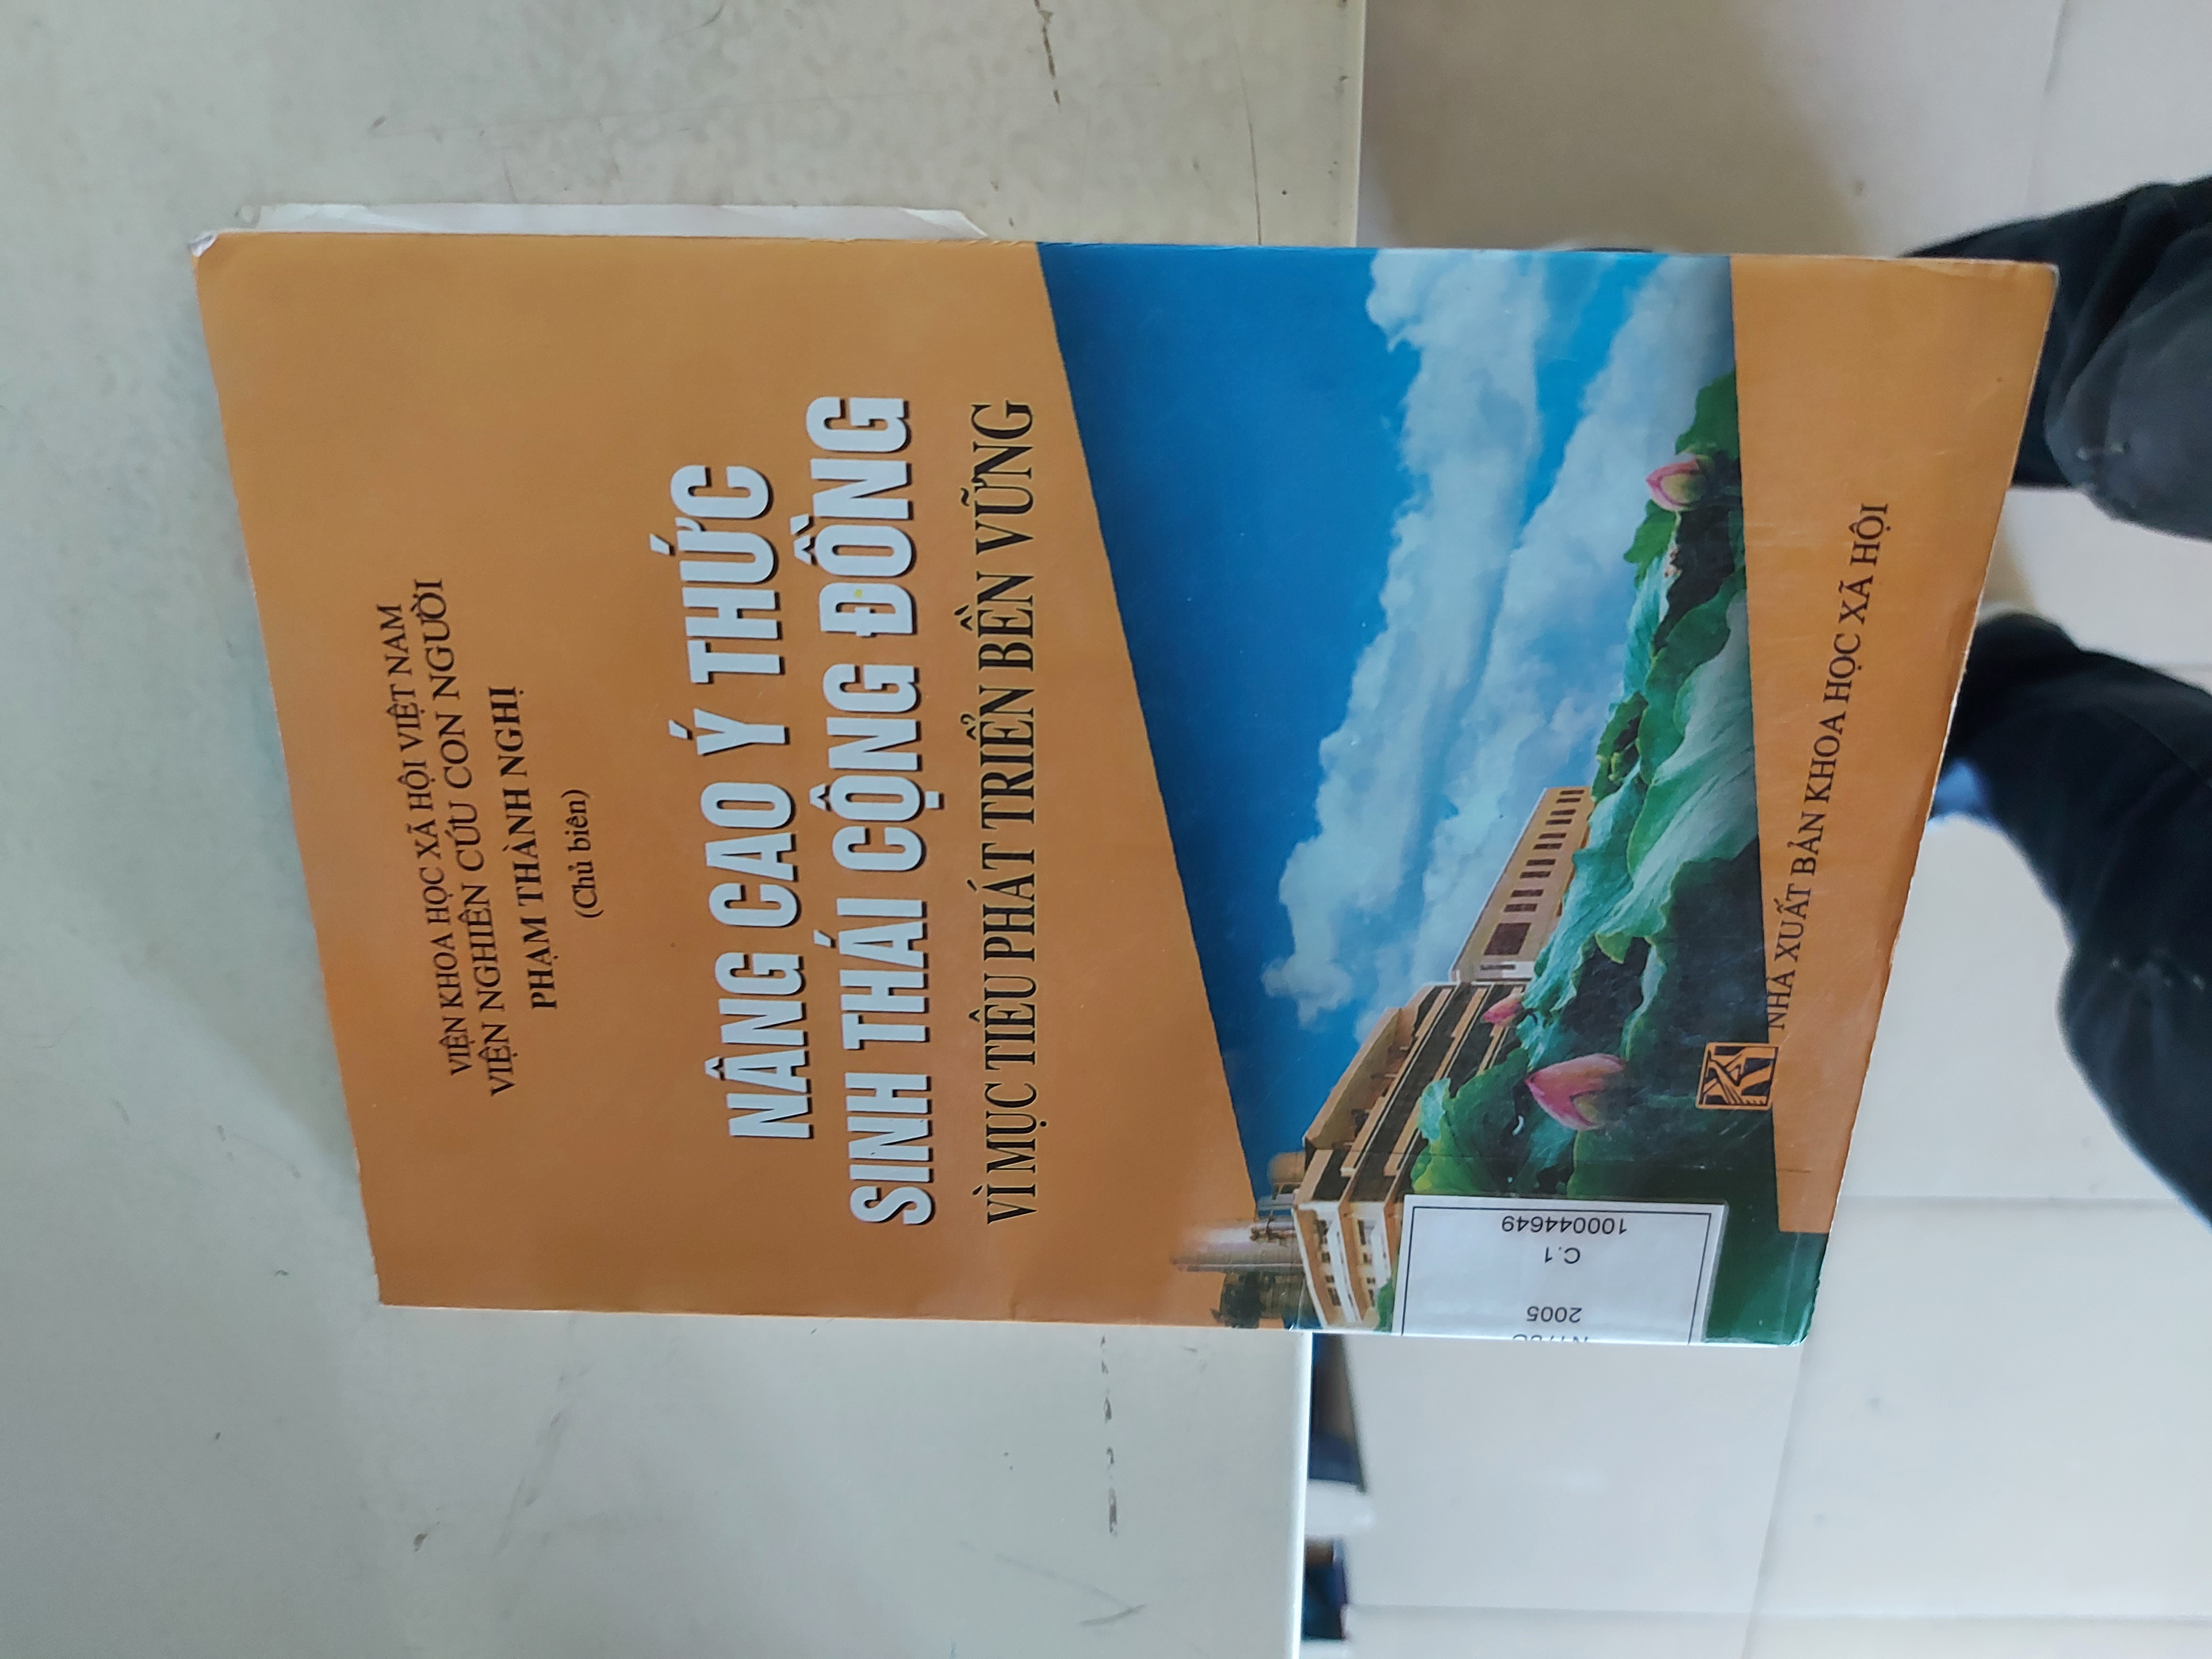 VIỆN KHOA HỌC XÃ HỘI VIỆT NAM
VIỆN NGHIÊN CỨU CON NGƯỜI
PHẠM THÀNH NGHỊ
(Chủ biên)
NÂNG CAO Ý THỨC
SINH THÁI CỘNG ĐỒNG
VÌ MỤC TIÊU PHÁT TRIỂN BỀN VỮNG
2005
C.1
100044649
NHÀ XUẤT BẢN KHOA HỌC XÃ HỘI